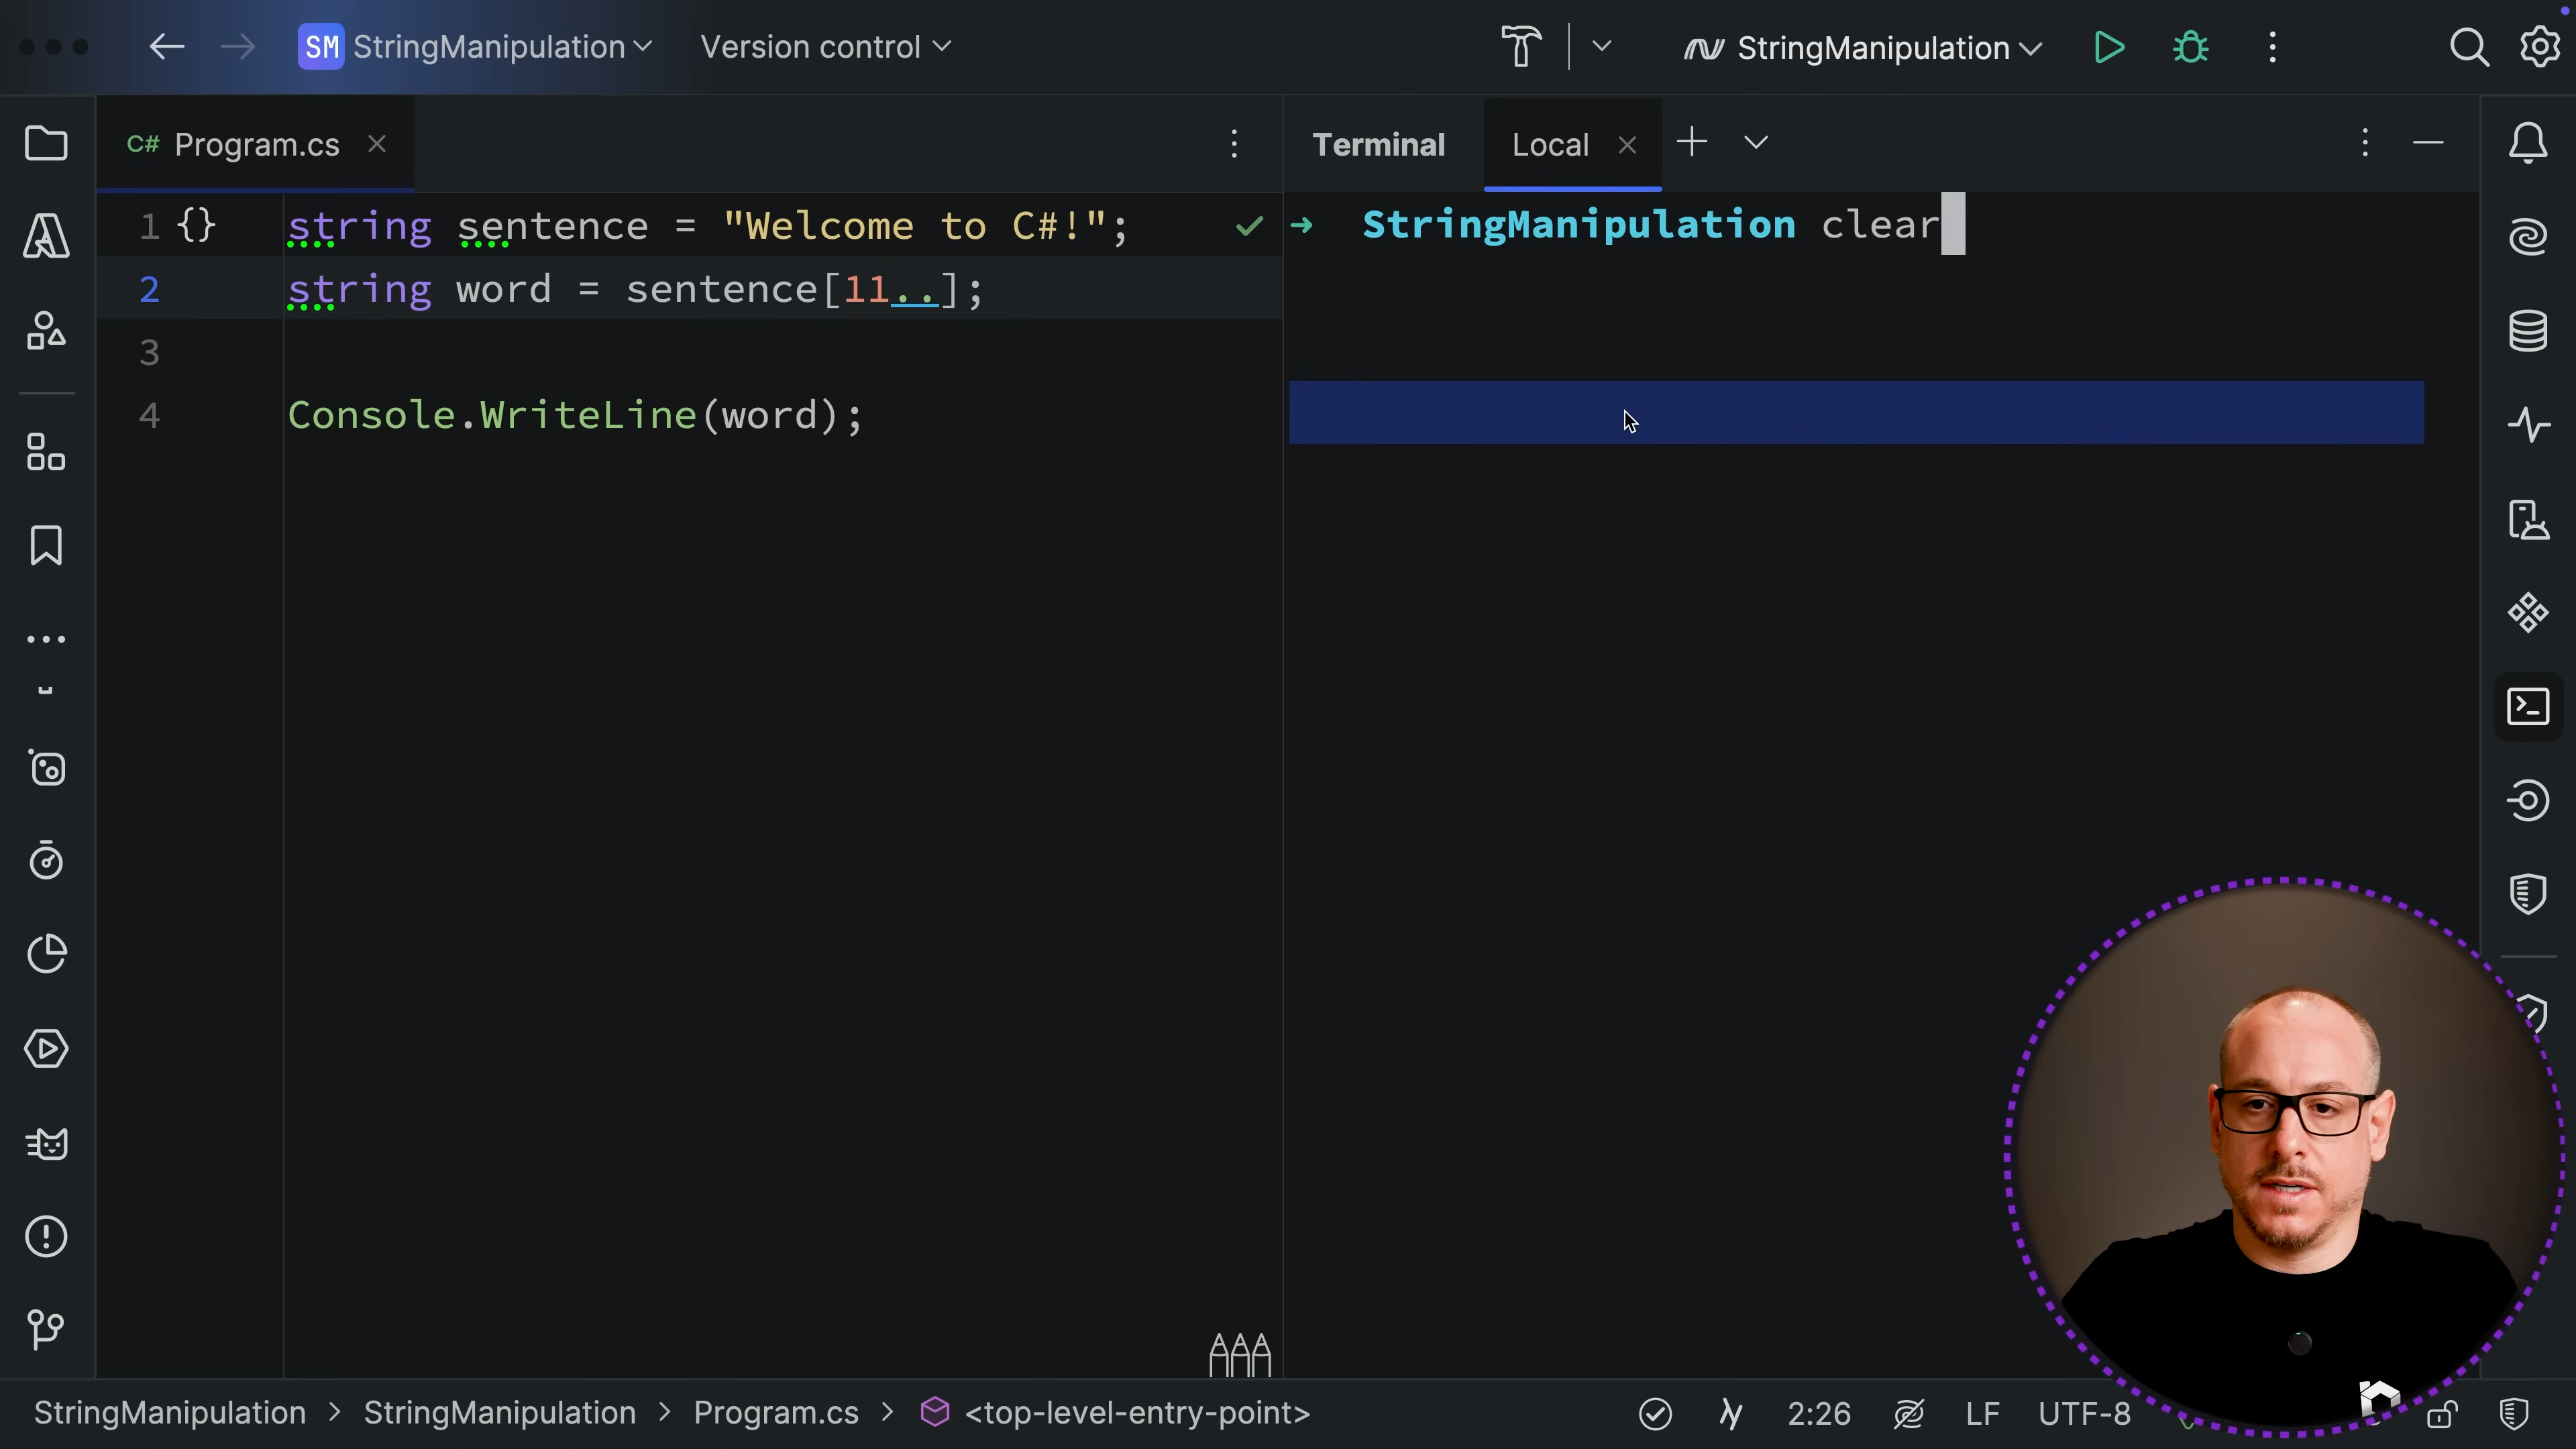 SM StringManipulation Version control StringManipulation
C# Program.cs
Terminal Local
1 {} string sentence = "Welcome to C#!";
2 string word = sentence[11..];
3
4 Console.WriteLine(word);
➜ StringManipulation clear
StringManipulation > StringManipulation > Program.cs > <top-level-entry-point> 2:26 LF UTF-8